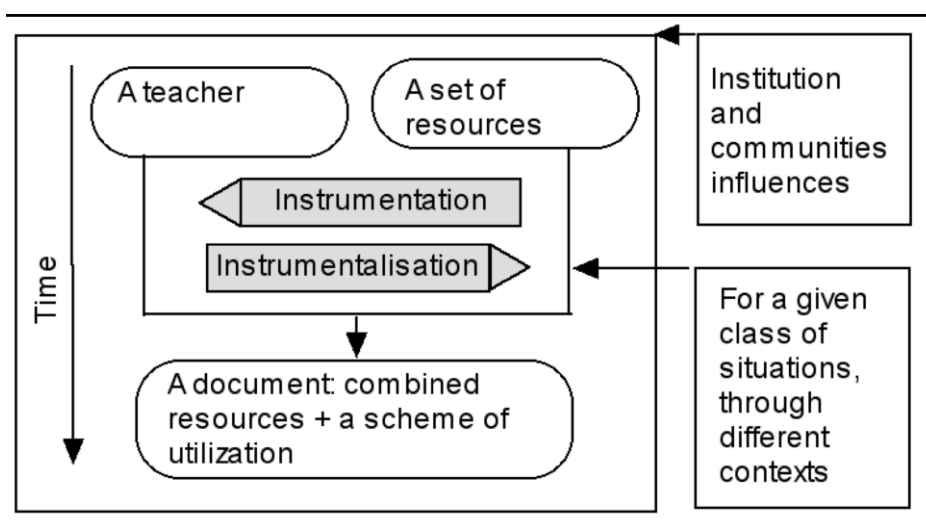 A teacher
A set of
resources
Institution
and
communities
influences
Instrumentation
Instrumentalisation
Time
For a given
class of
situations,
through
different
contexts
A document: combined
resources + a scheme of
utilization